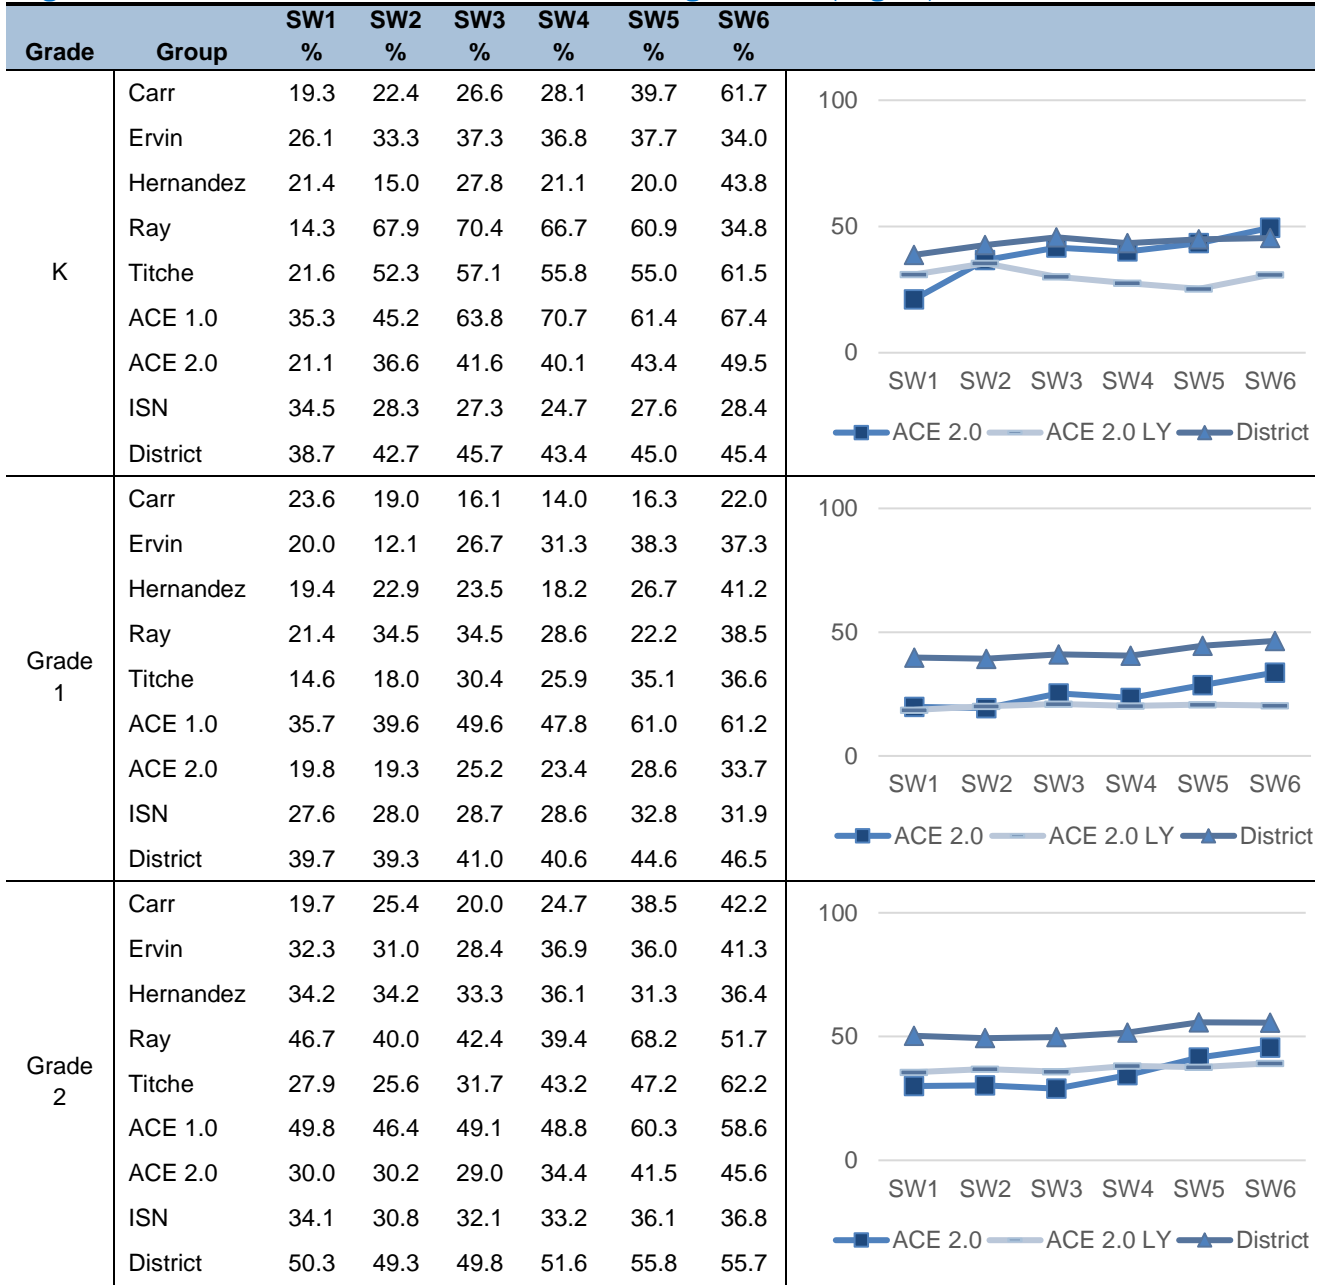 SW1 SW2 SW3 SW4 SW5 SW6
Grade Group % % % % % %
K
Carr 19.3 22.4 26.6 28.1 39.7 61.7
Ervin 26.1 33.3 37.3 36.8 37.7 34.0
Hernandez 21.4 15.0 27.8 21.1 20.0 43.8
Ray 14.3 67.9 70.4 66.7 60.9 34.8
Titche 21.6 52.3 57.1 55.8 55.0 61.5
ACE 1.0 35.3 45.2 63.8 70.7 61.4 67.4
ACE 2.0 21.1 36.6 41.6 40.1 43.4 49.5
ISN 34.5 28.3 27.3 24.7 27.6 28.4
District 38.7 42.7 45.7 43.4 45.0 45.4
100
50
0
SW1 SW2 SW3 SW4 SW5 SW6
ACE 2.0 ACE 2.0 LY District
Grade
1
Carr 23.6 19.0 16.1 14.0 16.3 22.0
Ervin 20.0 12.1 26.7 31.3 38.3 37.3
Hernandez 19.4 22.9 23.5 18.2 26.7 41.2
Ray 21.4 34.5 34.5 28.6 22.2 38.5
Titche 14.6 18.0 30.4 25.9 35.1 36.6
ACE 1.0 35.7 39.6 49.6 47.8 61.0 61.2
ACE 2.0 19.8 19.3 25.2 23.4 28.6 33.7
ISN 27.6 28.0 28.7 28.6 32.8 31.9
District 39.7 39.3 41.0 40.6 44.6 46.5
100
50
0
SW1 SW2 SW3 SW4 SW5 SW6
ACE 2.0 ACE 2.0 LY District
Grade
2
Carr 19.7 25.4 20.0 24.7 38.5 42.2
Ervin 32.3 31.0 28.4 36.9 36.0 41.3
Hernandez 34.2 34.2 33.3 36.1 31.3 36.4
Ray 46.7 40.0 42.4 39.4 68.2 51.7
Titche 27.9 25.6 31.7 43.2 47.2 62.2
ACE 1.0 49.8 46.4 49.1 48.8 60.3 58.6
ACE 2.0 30.0 30.2 29.0 34.4 41.5 45.6
ISN 34.1 30.8 32.1 33.2 36.1 36.8
District 50.3 49.3 49.8 51.6 55.8 55.7
100
50
0
SW1 SW2 SW3 SW4 SW5 SW6
ACE 2.0 ACE 2.0 LY District